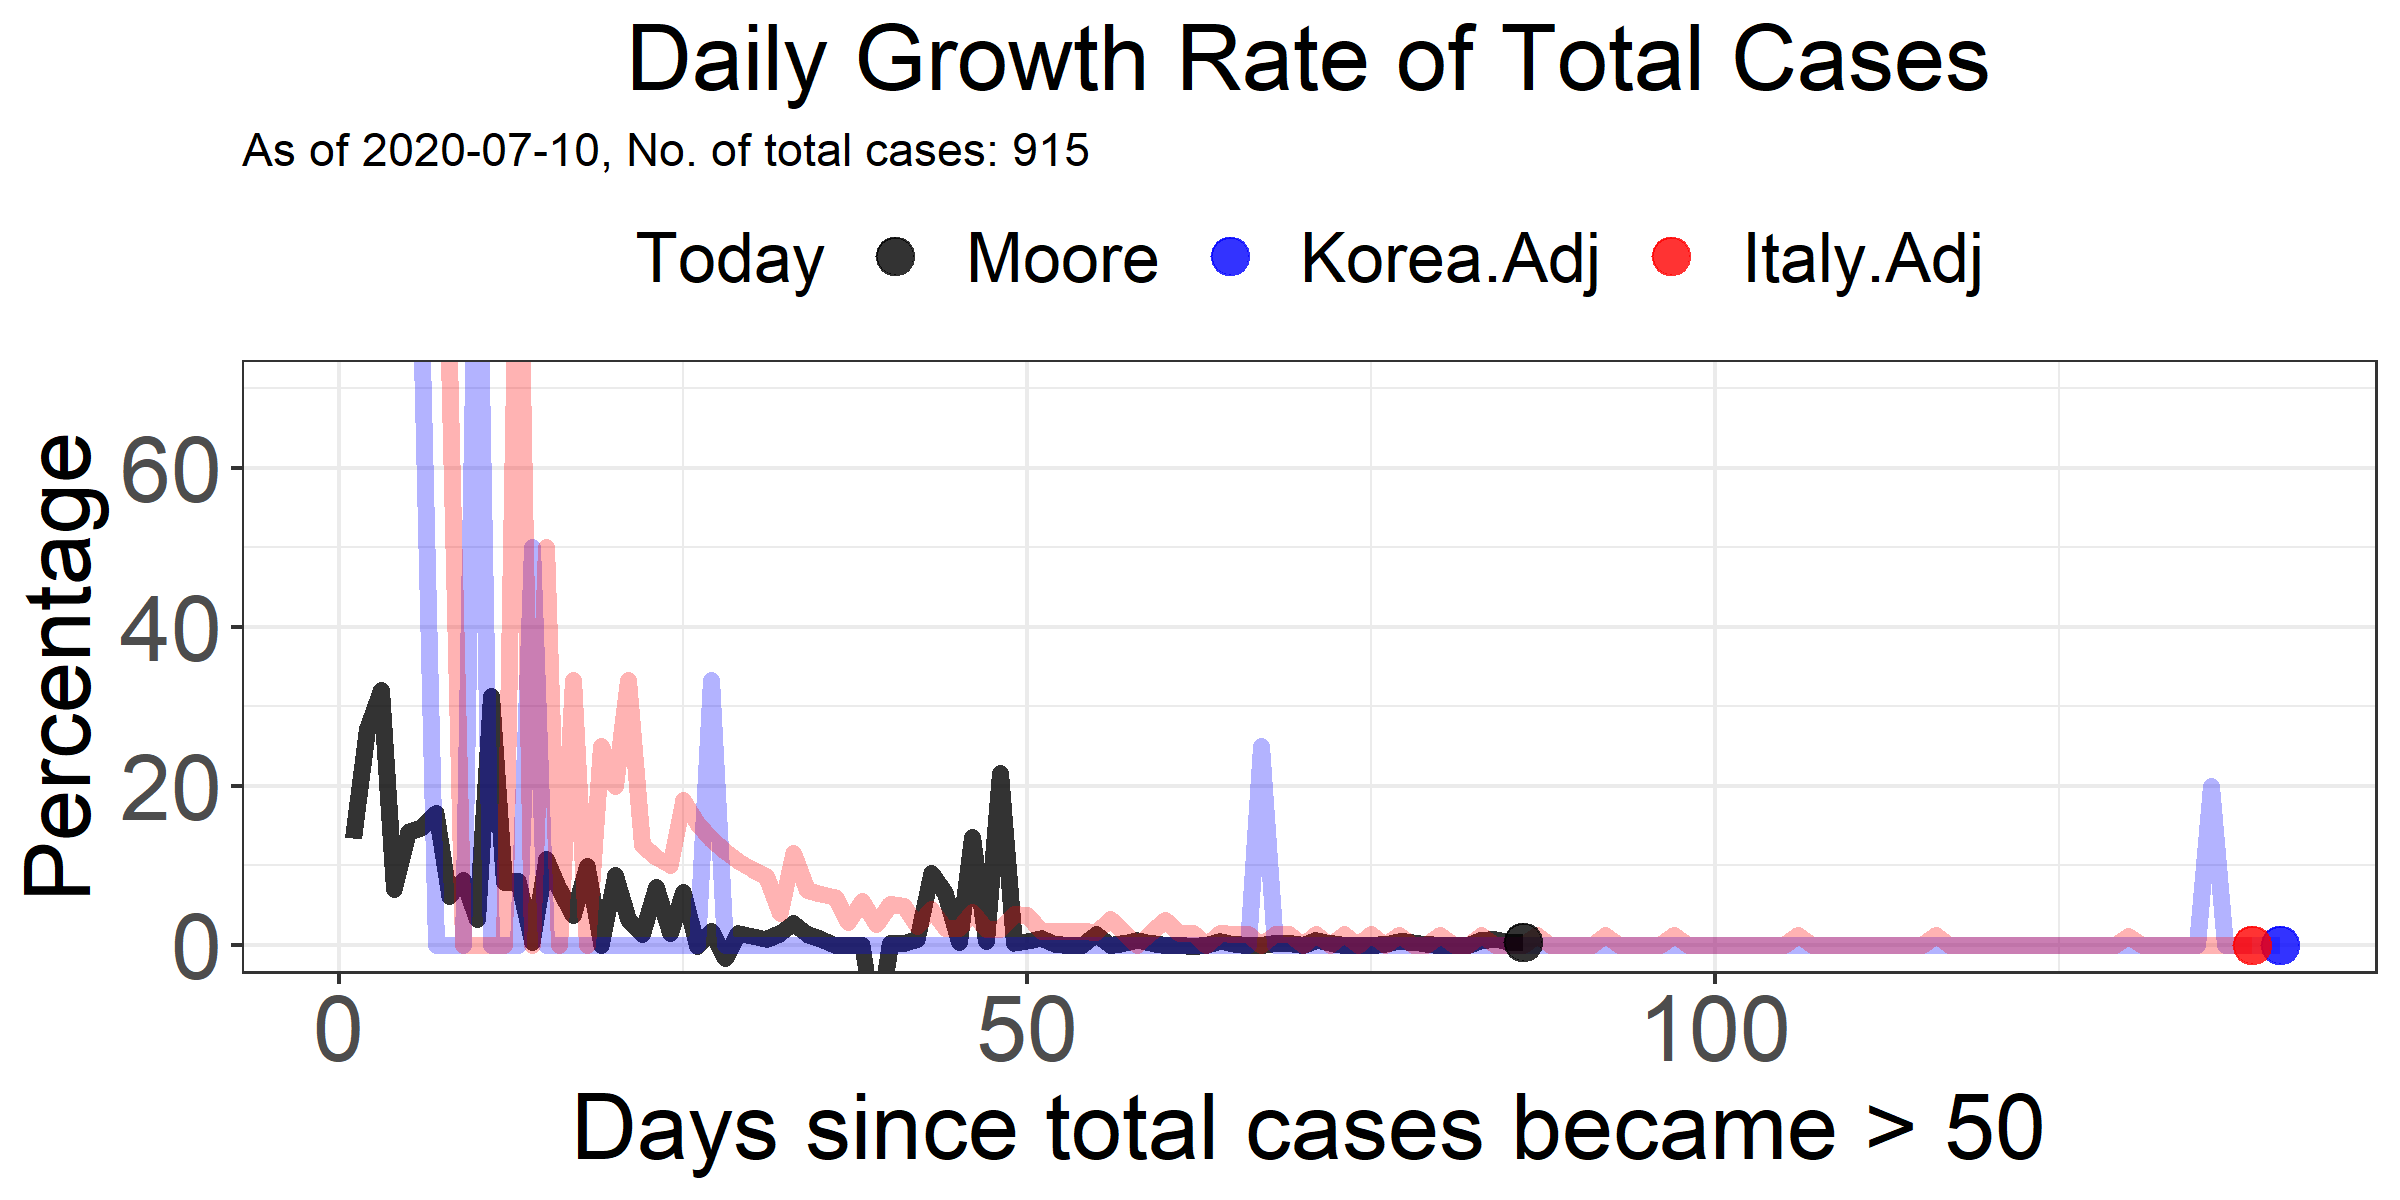 Daily Growth Rate of Total Cases
As of 2020-07-10, No. of total cases: 915
Today Moore Korea.Adj Italy.Adj
Percentage
60
40
20
0
0 50 100
Days since total cases became > 50